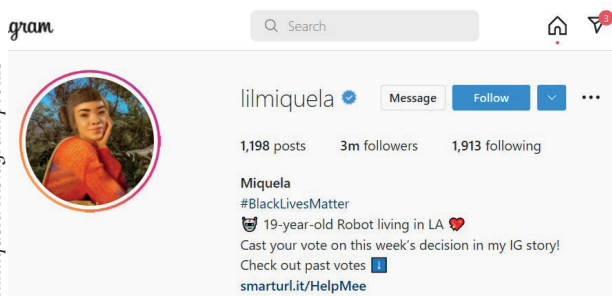 gram
Search
3
lilmiquela Message Follow
1,198 posts 3m followers 1,913 following
Miquela
#BlackLivesMatter
19-year-old Robot living in LA
Cast your vote on this week's decision in my IG story!
Check out past votes
smarturl.it/HelpMee